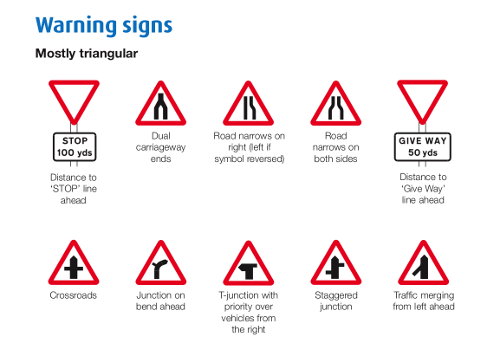 Warning signs
Mostly triangular
STOP
100 yds
Distance to
‘STOP’ line
ahead
Dual
carriageway
ends
Road narrows on
right (left if
symbol reversed)
Road
narrows on
both sides
GIVE WAY
50 yds
Distance to
‘Give Way’
line ahead
Crossroads
Junction on
bend ahead
T-junction with
priority over
vehicles from
the right
Staggered
junction
Traffic merging
from left ahead